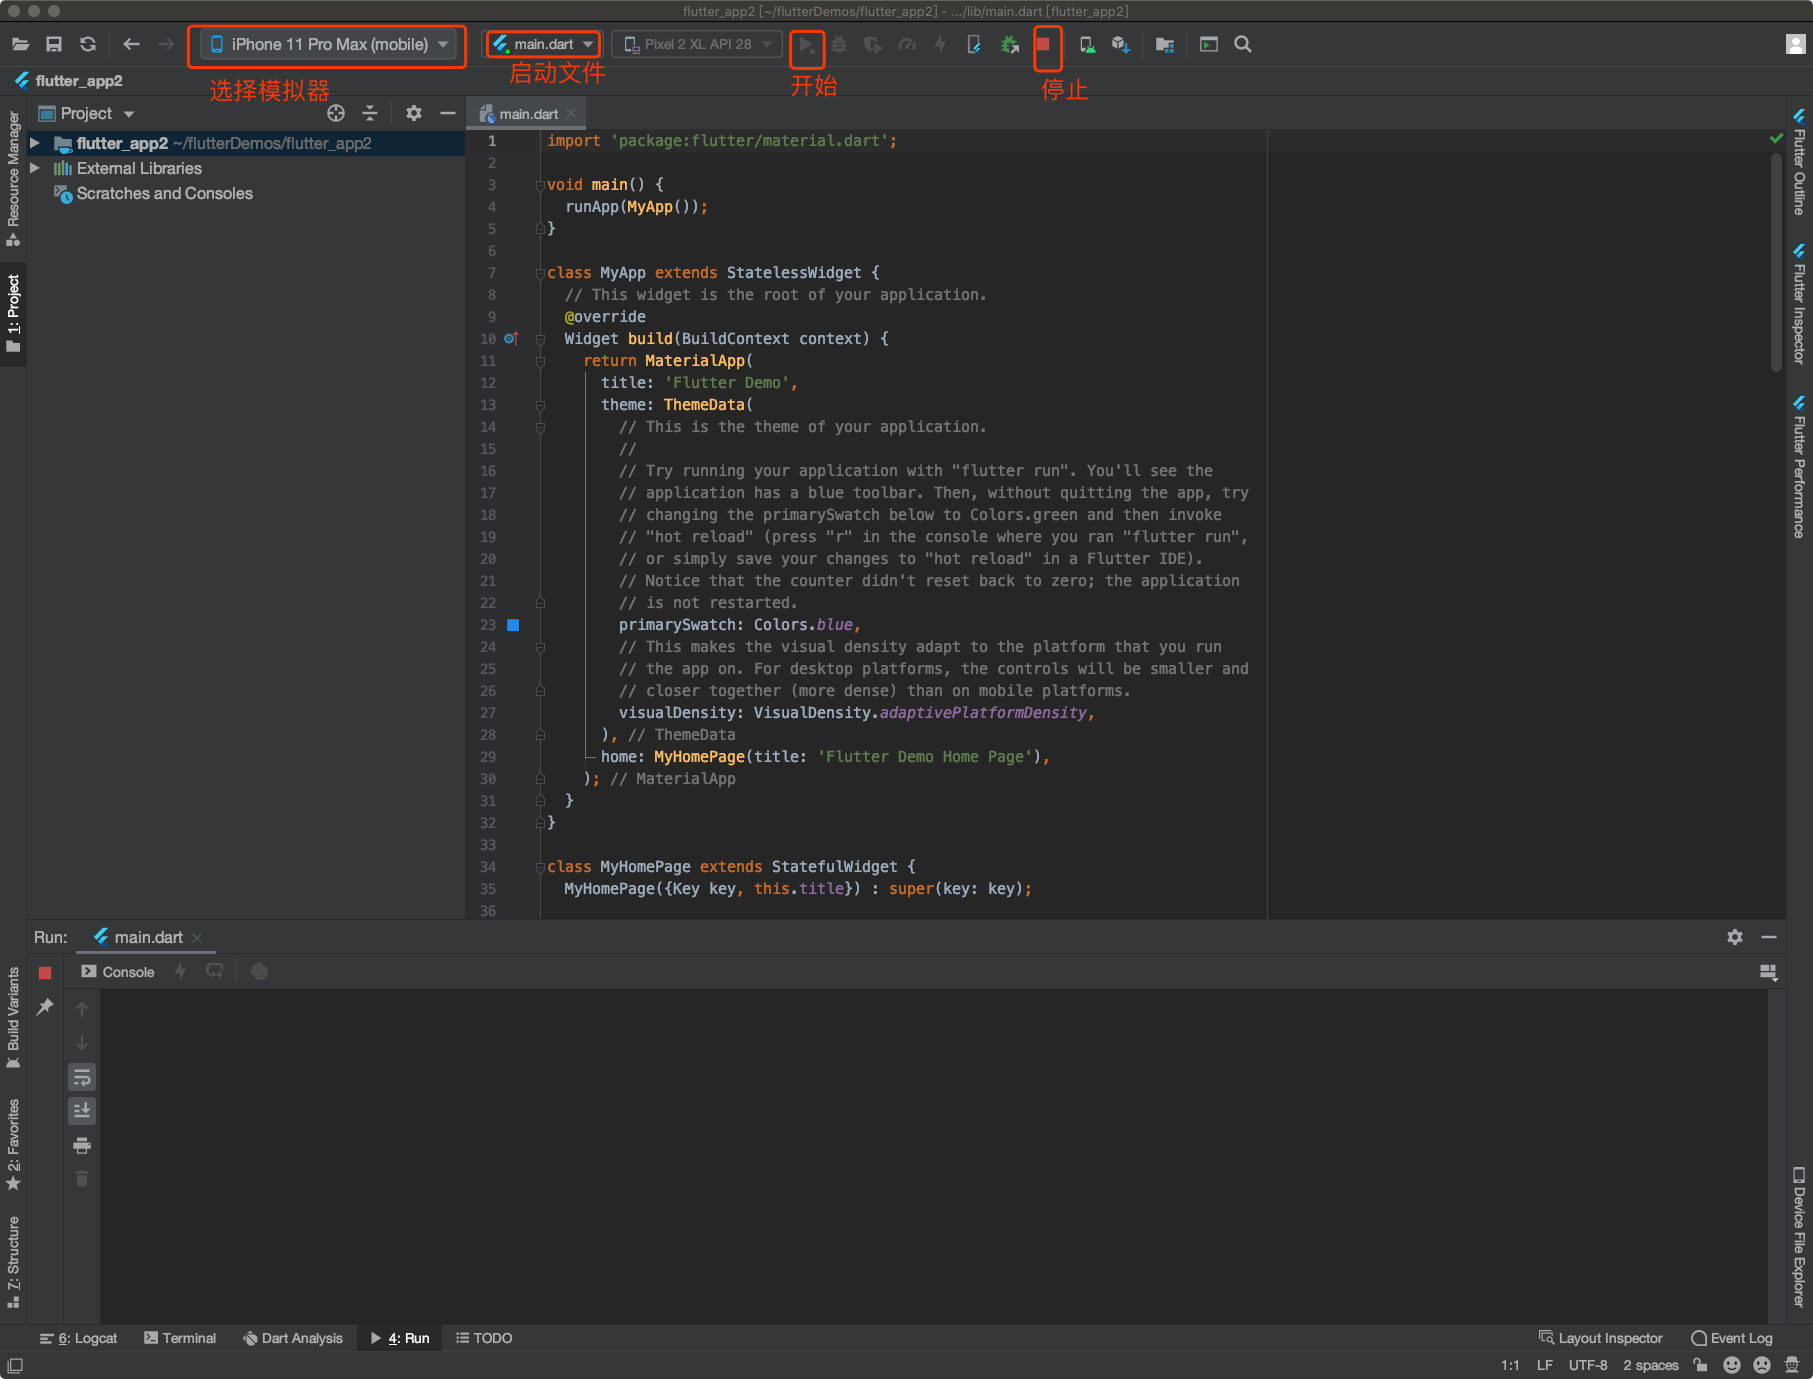 flutter_app2 [~/flutterDemos/flutter_app2] - .../lib/main.dart [flutter_app2]
iPhone 11 Pro Max (mobile)
main.dart
Pixel 2 XL API 28
选择模拟器
启动文件
开始
停止
flutter_app2
Project
main.dart
flutter_app2 ~/flutterDemos/flutter_app2
External Libraries
Scratches and Consoles
Resource Manager
1: Project
Build Variants
2: Favorites
7: Structure
1 import 'package:flutter/material.dart';
2
3 void main() {
4 runApp(MyApp());
5 }
6
7 class MyApp extends StatelessWidget {
8 // This widget is the root of your application.
9 @override
10 Widget build(BuildContext context) {
11 return MaterialApp(
12 title: 'Flutter Demo',
13 theme: ThemeData(
14 // This is the theme of your application.
15 //
16 // Try running your application with "flutter run". You'll see the
17 // application has a blue toolbar. Then, without quitting the app, try
18 // changing the primarySwatch below to Colors.green and then invoke
19 // "hot reload" (press "r" in the console where you ran "flutter run",
20 // or simply save your changes to "hot reload" in a Flutter IDE).
21 // Notice that the counter didn't reset back to zero; the application
22 // is not restarted.
23 primarySwatch: Colors.blue,
24 // This makes the visual density adapt to the platform that you run
25 // the app on. For desktop platforms, the controls will be smaller and
26 // closer together (more dense) than on mobile platforms.
27 visualDensity: VisualDensity.adaptivePlatformDensity,
28 ), // ThemeData
29 home: MyHomePage(title: 'Flutter Demo Home Page'),
30 ); // MaterialApp
31 }
32 }
33
34 class MyHomePage extends StatefulWidget {
35 MyHomePage({Key key, this.title}) : super(key: key);
36
Flutter Outline
Flutter Inspector
Flutter Performance
Device File Explorer
Run:
main.dart
Console
6: Logcat
Terminal
Dart Analysis
4: Run
TODO
Layout Inspector
Event Log
1:1
LF
UTF-8
2 spaces